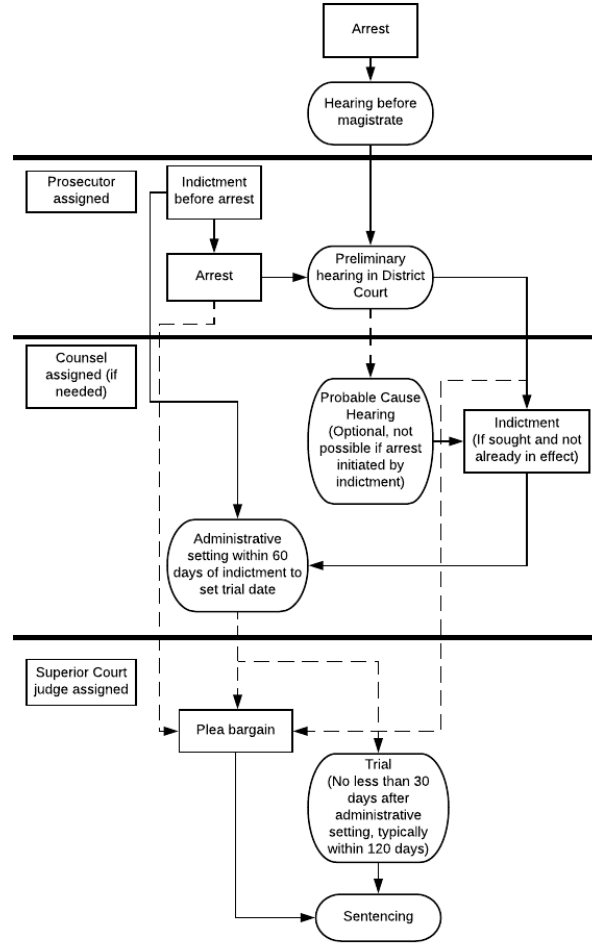 Arrest
Hearing before
magistrate
Prosecutor
assigned
Indictment
before arrest
Arrest
Preliminary
hearing in District
Court
Counsel
assigned (if
needed)
Probable Cause
Hearing
(Optional, not
possible if arrest
initiated by
indictment)
Indictment
(If sought and not
already in effect)
Administrative
setting within 60
days of indictment to
set trial date
Superior Court
judge assigned
Plea bargain
Trial
(No less than 30
days after
administrative
setting, typically
within 120 days)
Sentencing